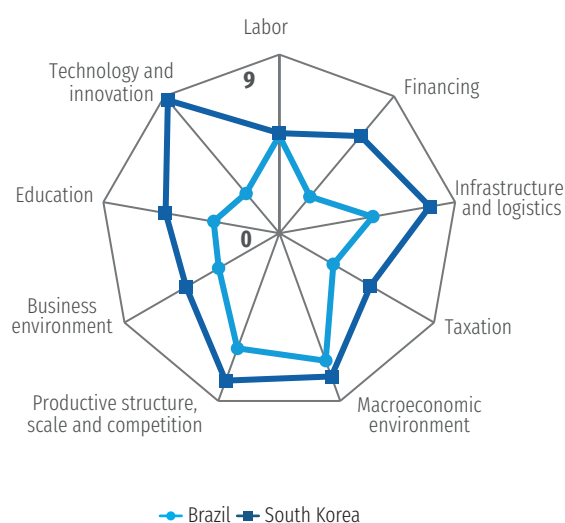 Labor
Technology and
innovation
9
Financing
Education
0
Infrastructure
and logistics
Business
environment
Taxation
Productive structure,
scale and competition
Macroeconomic
environment
Brazil South Korea